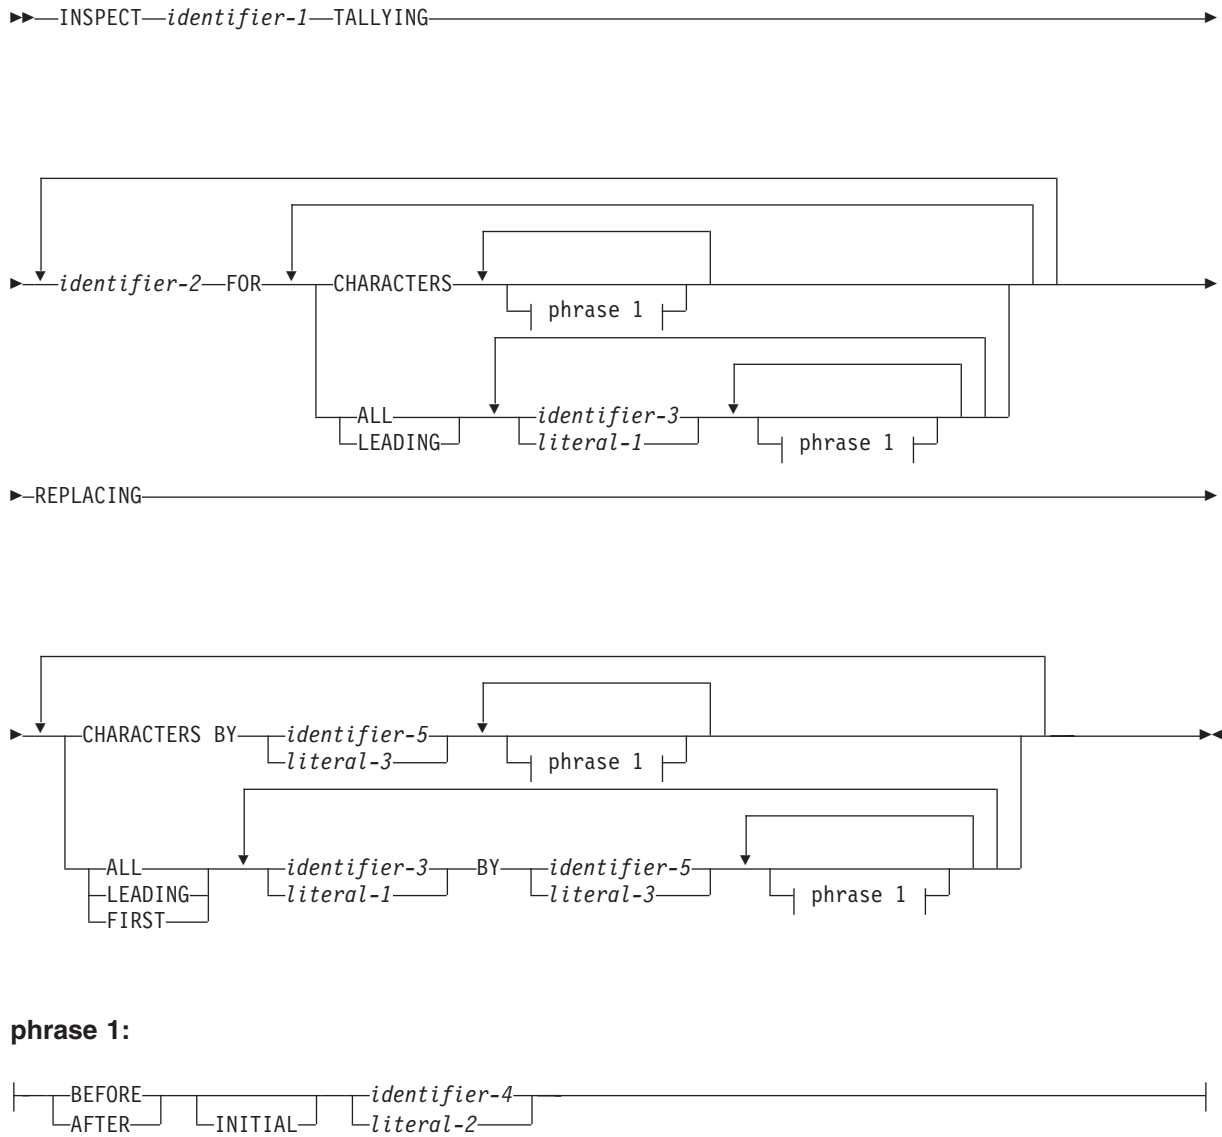 INSPECT identifier-1 TALLYING
identifier-2 FOR CHARACTERS
phrase 1
ALL identifier-3
LEADING literal-1 phrase 1
REPLACING
CHARACTERS BY identifier-5
literal-3 phrase 1
ALL identifier-3 BY identifier-5
LEADING literal-1 literal-3 phrase 1
FIRST
phrase 1:
BEFORE identifier-4
AFTER INITIAL literal-2